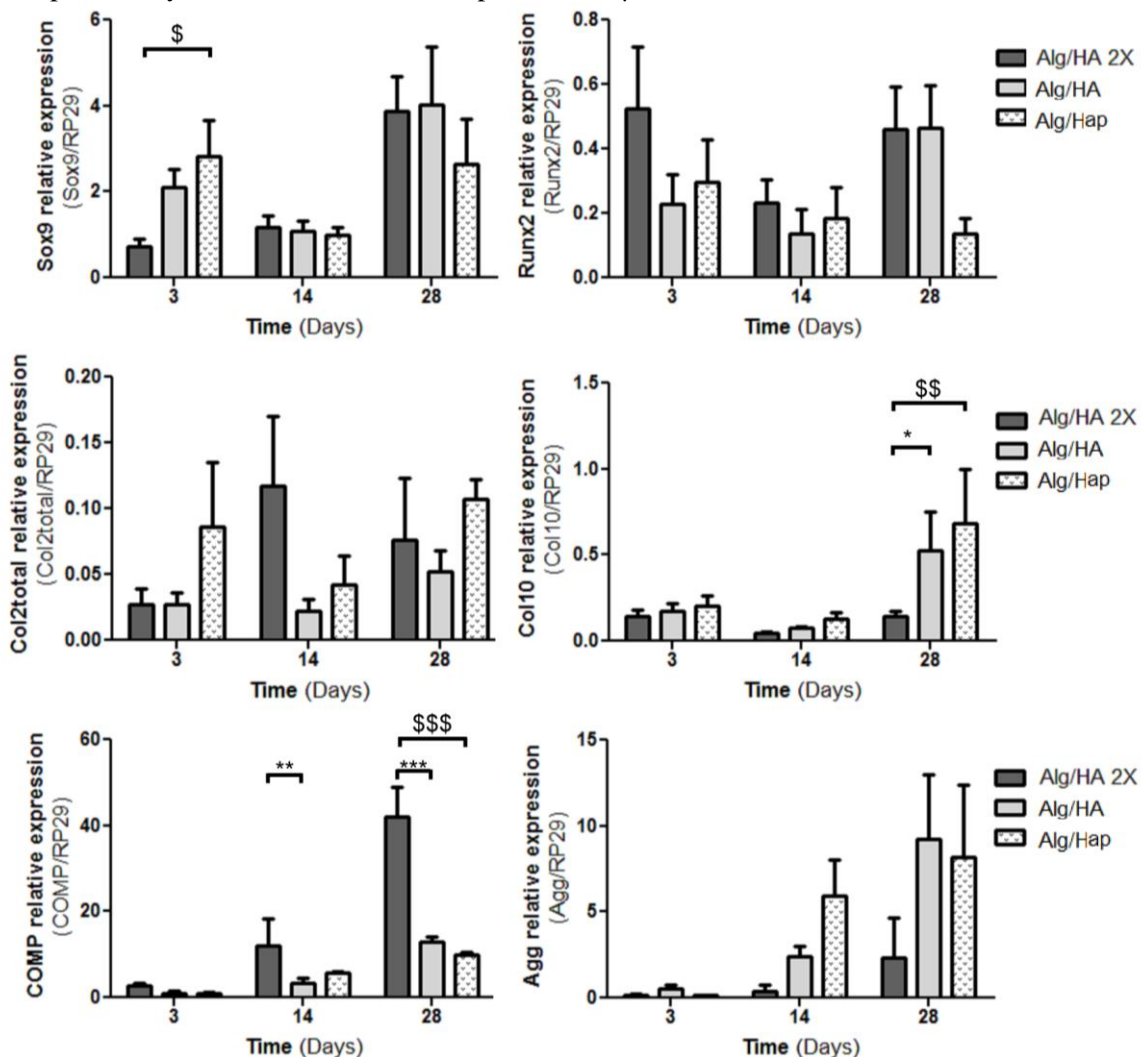 Sox9 relative expression
(Sox9/RP29)
6
4
2
0
$
3 14 28
Time (Days)
Runx2 relative expression
(Runx2/RP29)
0.8
0.6
0.4
0.2
0.0
3 14 28
Time (Days)
Alg/HA 2X
Alg/HA
Alg/Hap
Col2total relative expression
(Col2total/RP29)
0.20
0.15
0.10
0.05
0.00
3 14 28
Time (Days)
Col10 relative expression
(Col10/RP29)
1.5
1.0
0.5
0.0
$$
*
3 14 28
Time (Days)
Alg/HA 2X
Alg/HA
Alg/Hap
COMP relative expression
(COMP/RP29)
60
40
20
0
$$$
** ***
3 14 28
Time (Days)
Agg relative expression
(Agg/RP29)
15
10
5
0
3 14 28
Time (Days)
Alg/HA 2X
Alg/HA
Alg/Hap